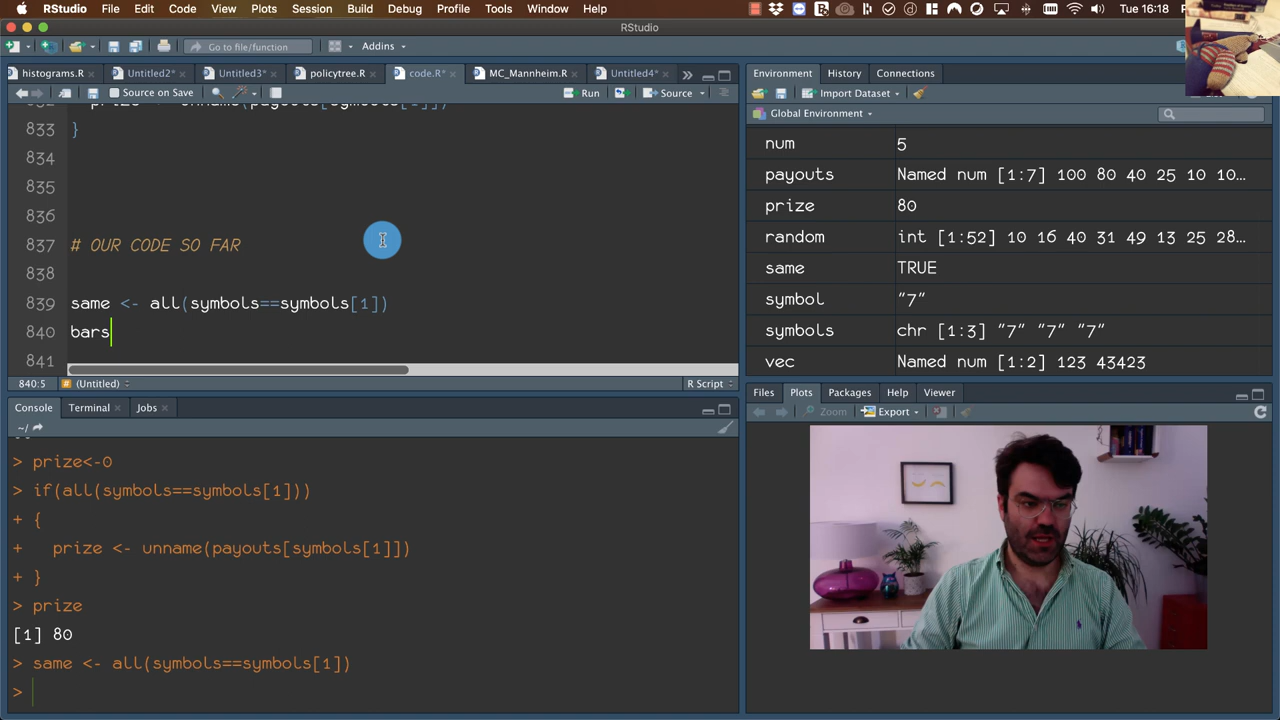 RStudio File Edit Code View Plots Session Build Debug Profile Tools Window Help Tue 16:18
RStudio
Go to file/function Addins
histograms.R Untitled2* Untitled3* policytree.R code.R* MC_Mannheim.R Untitled4*
Source on Save Run Source
prize <- unname(payouts[symbols[1]])
833 }
834
835
836
837 # OUR CODE SO FAR
838
839 same <- all(symbols==symbols[1])
840 bars
841
840:5 (Untitled) R Script
Console Terminal Jobs
~/
> prize<-0
> if(all(symbols==symbols[1]))
+ {
+ prize <- unname(payouts[symbols[1]])
+ }
> prize
[1] 80
> same <- all(symbols==symbols[1])
>
Environment History Connections
Import Dataset
Global Environment
num 5
payouts Named num [1:7] 100 80 40 25 10 10…
prize 80
random int [1:52] 10 16 40 31 49 13 25 28…
same TRUE
symbol "7"
symbols chr [1:3] "7" "7" "7"
vec Named num [1:2] 123 43423
Files Plots Packages Help Viewer
Zoom Export